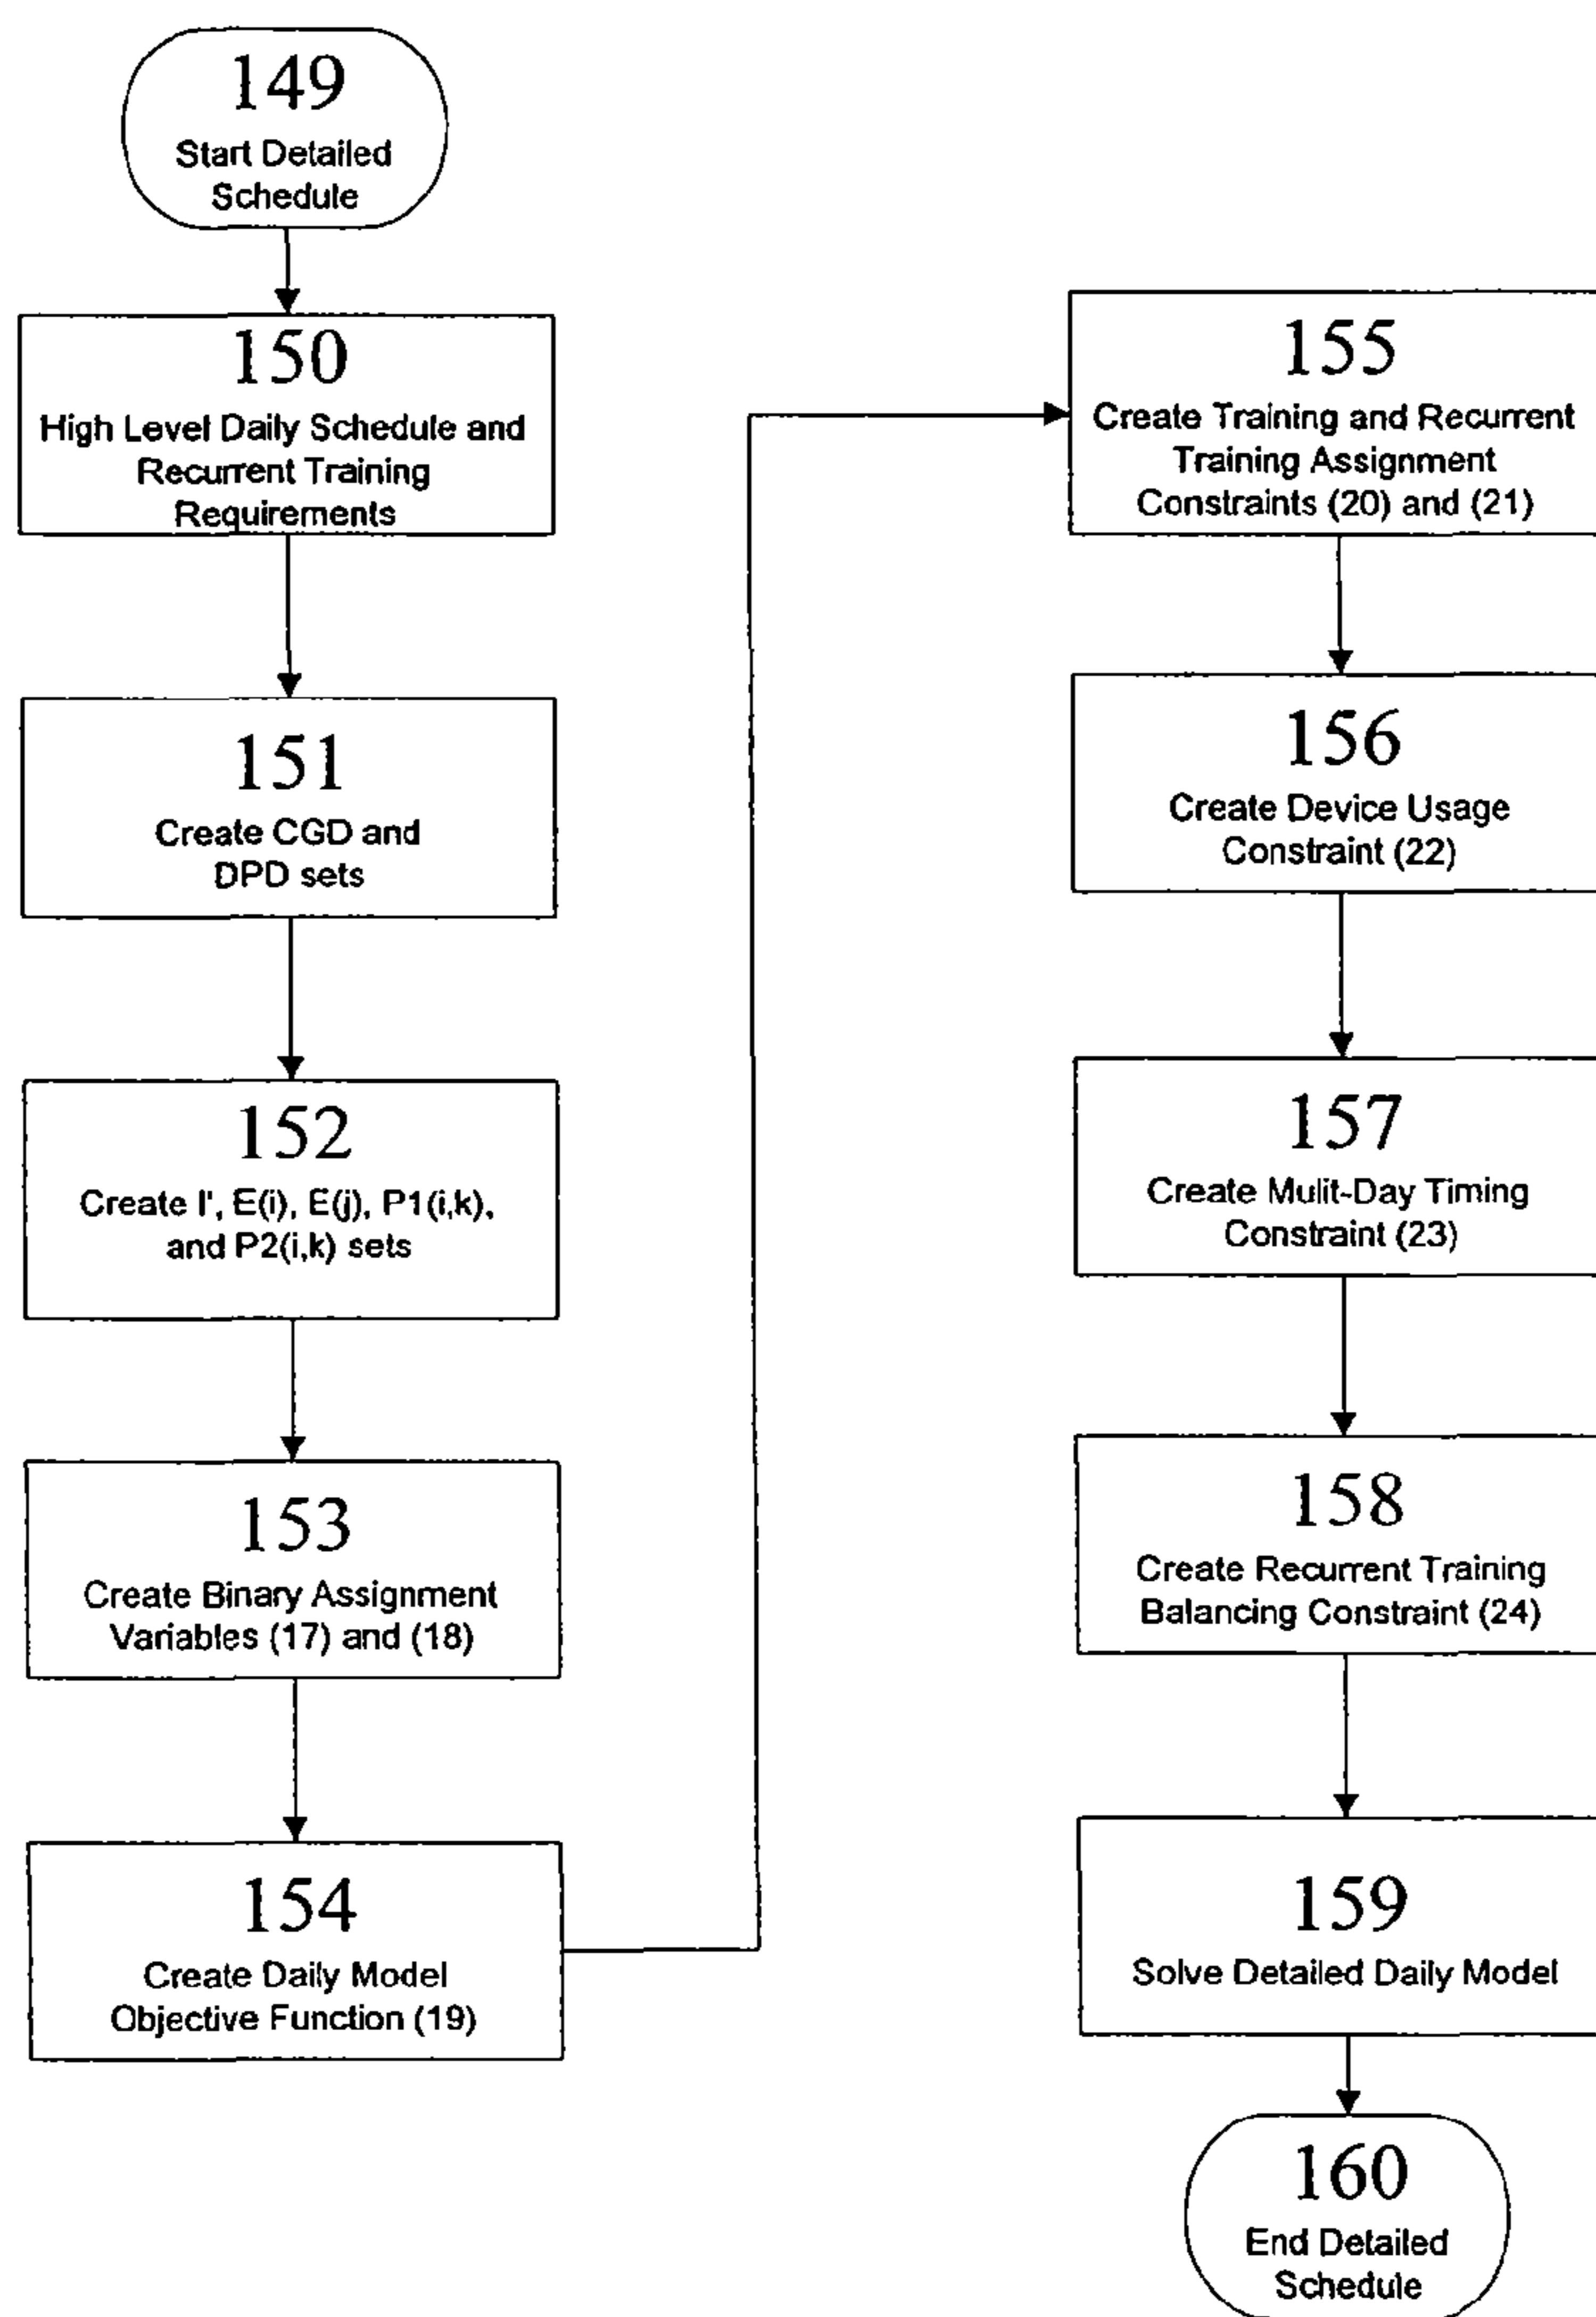 149
Start Detailed
Schedule
150
High Level Daily Schedule and
Recurrent Training
Requirements
151
Create CGD and
DPD sets
152
Create I', E(i), E(j), P1(i,k),
and P2(i,k) sets
153
Create Binary Assignment
Variables (17) and (18)
154
Create Daily Model
Objective Function (19)
155
Create Training and Recurrent
Training Assignment
Constraints (20) and (21)
156
Create Device Usage
Constraint (22)
157
Create Mulit-Day Timing
Constraint (23)
158
Create Recurrent Training
Balancing Constraint (24)
159
Solve Detailed Daily Model
160
End Detailed
Schedule